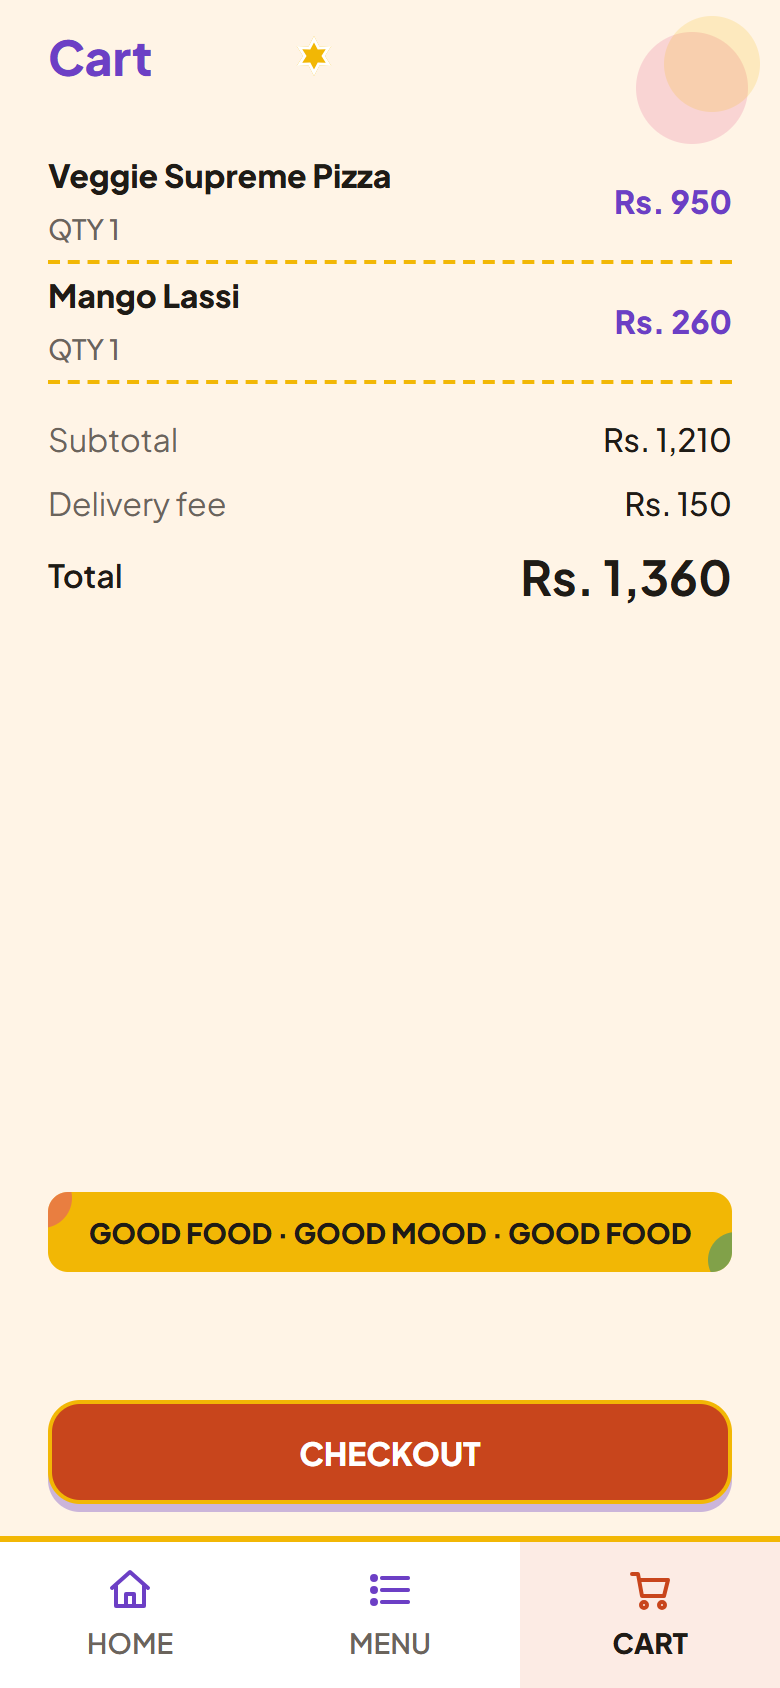 Cart
Veggie Supreme Pizza
QTY 1
Rs. 950
Mango Lassi
QTY 1
Rs. 260
Subtotal Rs. 1,210
Delivery fee Rs. 150
Total Rs. 1,360
GOOD FOOD · GOOD MOOD · GOOD FOOD
CHECKOUT
HOME MENU CART